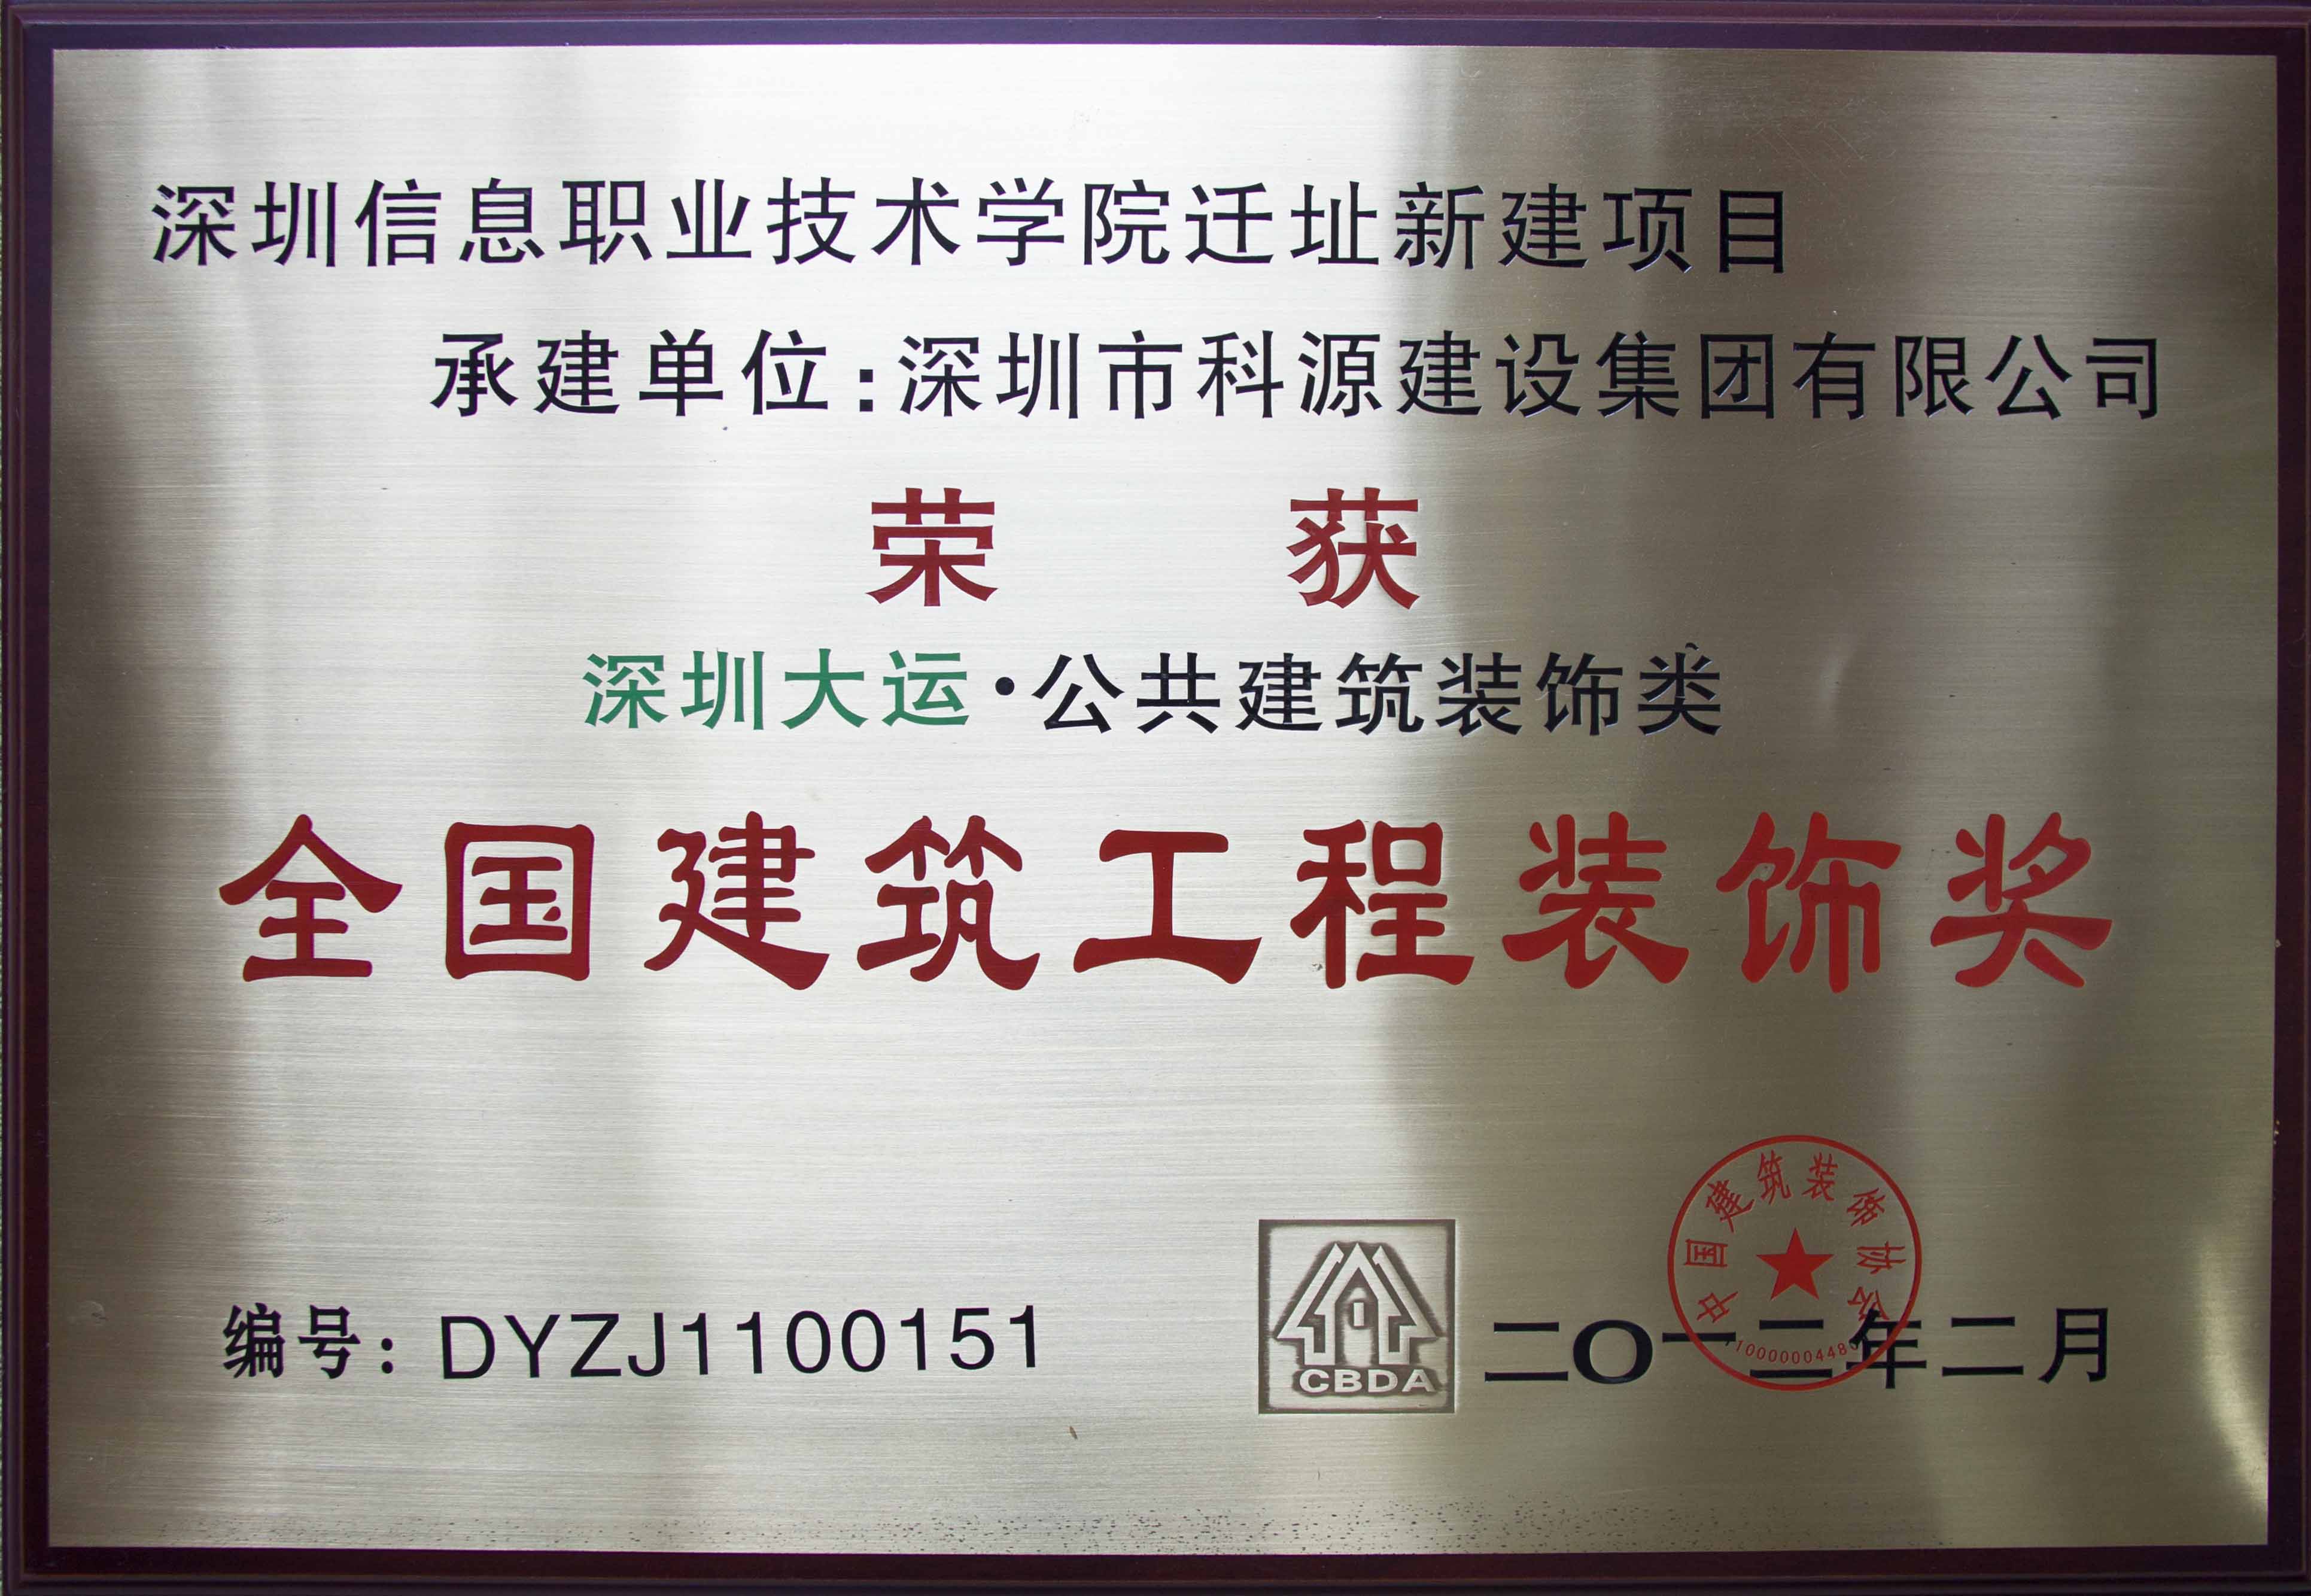 深圳信息职业技术学院迁址新建项目
承建单位:深圳市科源建设集团有限公司
荣 获
深圳大运·公共建筑装饰类
全国建筑工程装饰奖
中国建筑装饰协会
编号: DYZJ1100151
CBDA
二〇一二年二月